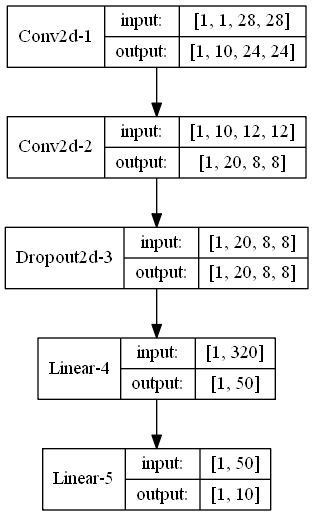 Conv2d-1
input: [1, 1, 28, 28]
output: [1, 10, 24, 24]
Conv2d-2
input: [1, 10, 12, 12]
output: [1, 20, 8, 8]
Dropout2d-3
input: [1, 20, 8, 8]
output: [1, 20, 8, 8]
Linear-4
input: [1, 320]
output: [1, 50]
Linear-5
input: [1, 50]
output: [1, 10]